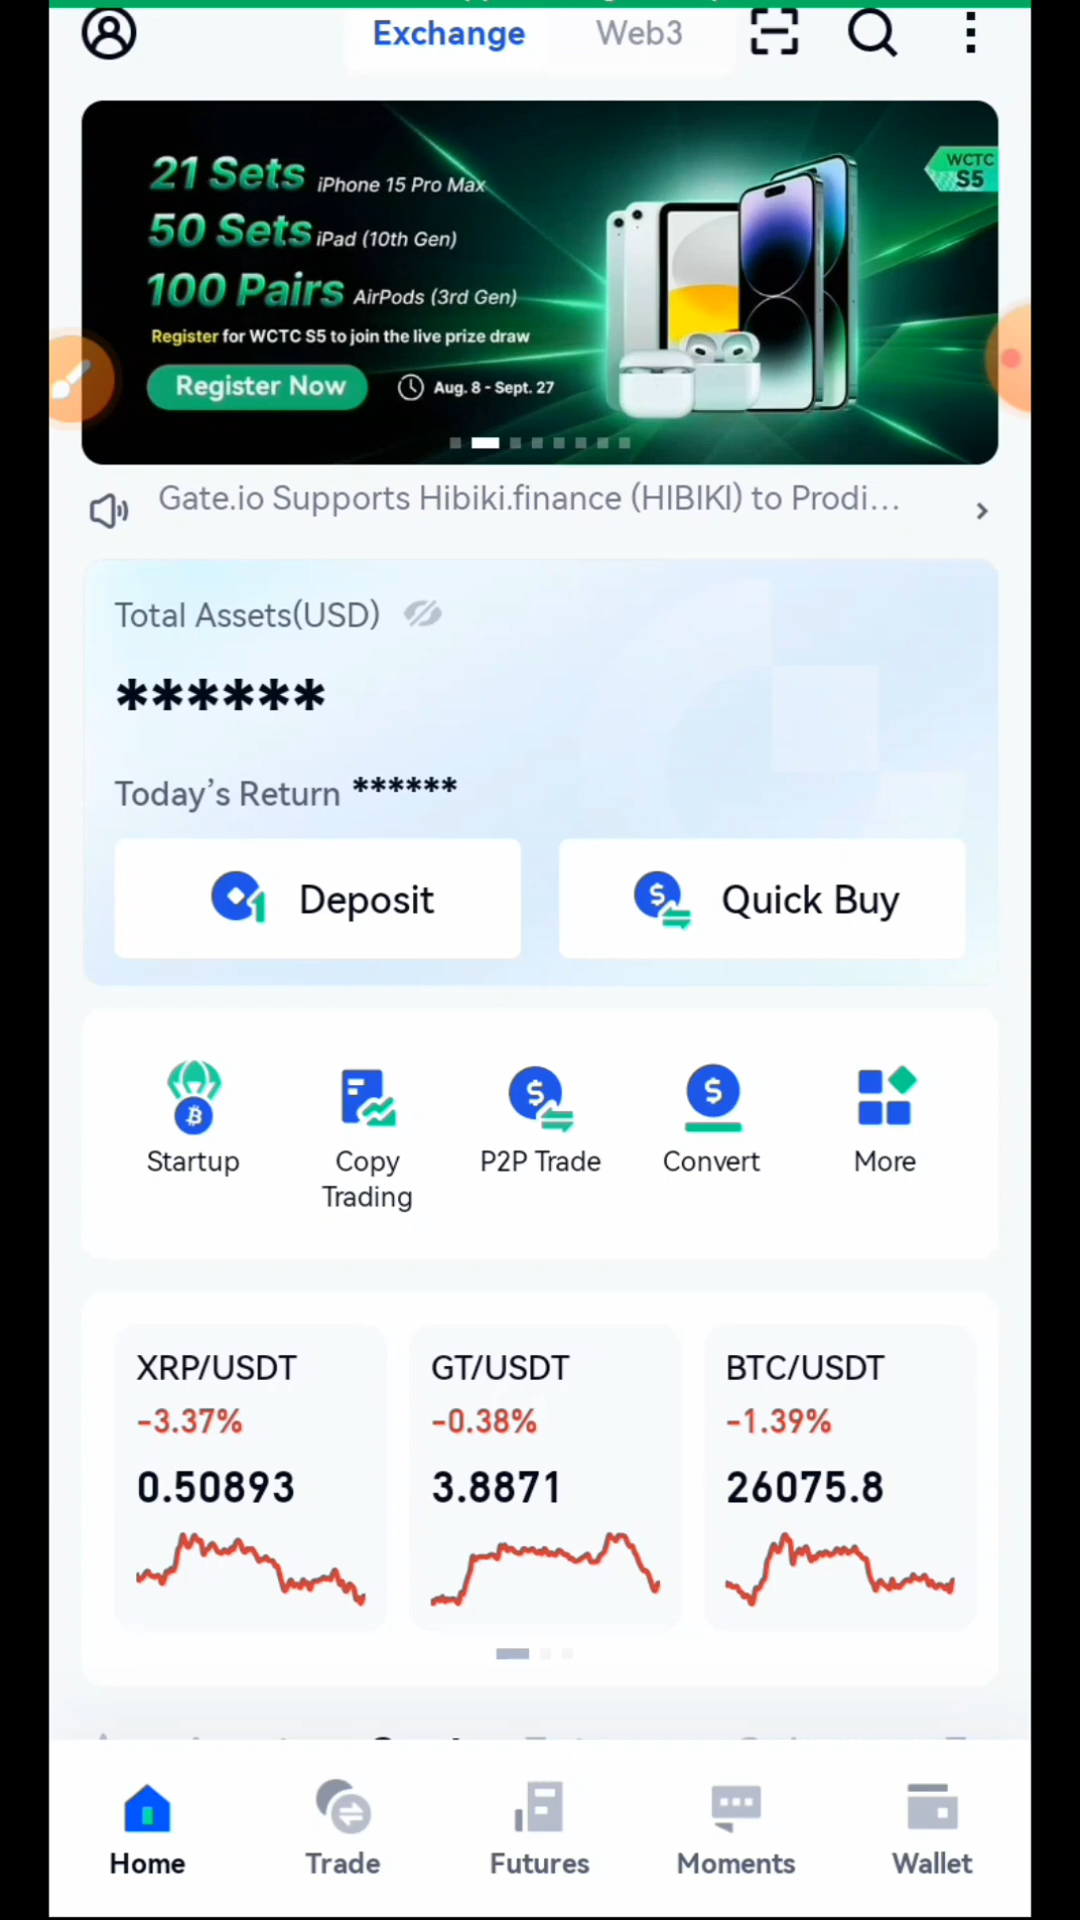 Exchange
Web3
21 Sets iPhone 15 Pro Max
WCTC
S5
50 Sets iPad (10th Gen)
100 Pairs AirPods (3rd Gen)
Register for WCTC S5 to join the live prize draw
Register Now
Aug. 8 - Sept. 27
Gate.io Supports Hibiki.finance (HIBIKI) to Prodi...
Total Assets(USD)
******
Today's Return ******
Deposit
Quick Buy
Startup
Copy
Trading
P2P Trade
Convert
More
XRP/USDT
-3.37%
0.50893
GT/USDT
-0.38%
3.8871
BTC/USDT
-1.39%
26075.8
Home
Trade
Futures
Moments
Wallet